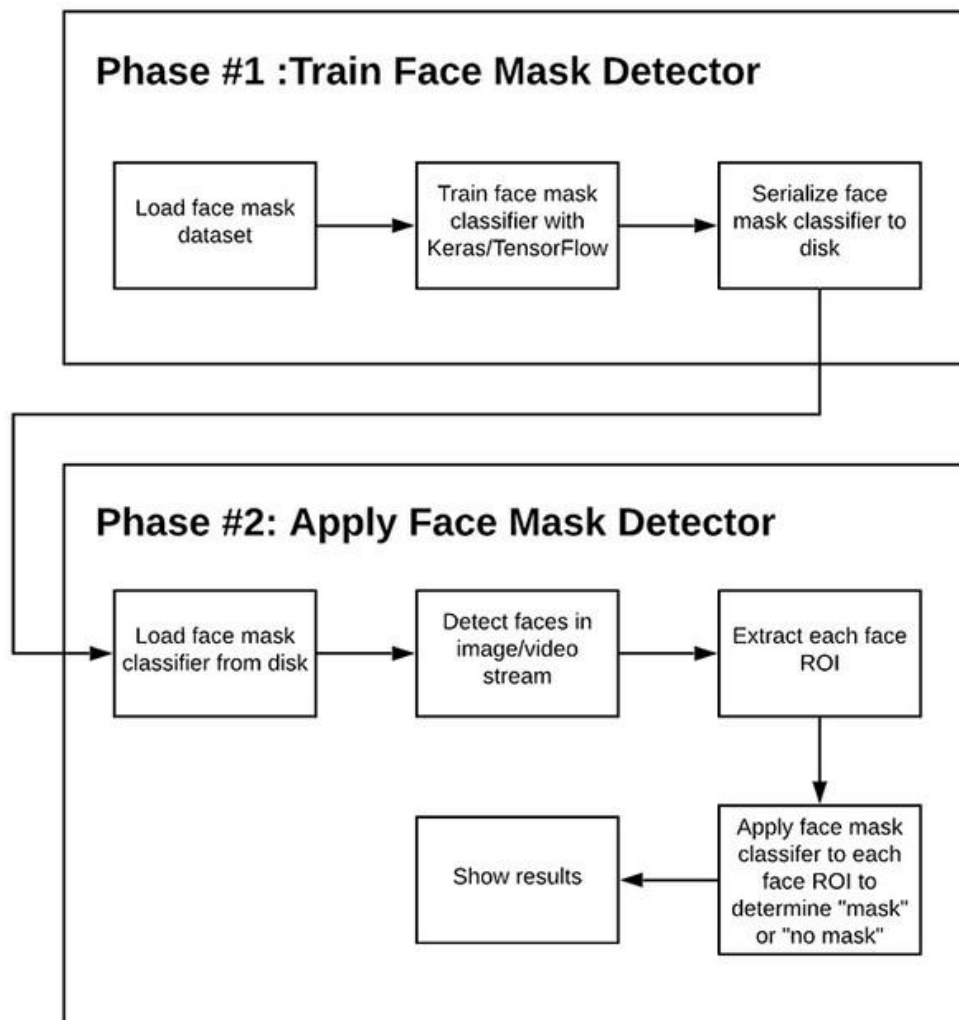 Phase #1 :Train Face Mask Detector
Load face mask
dataset
Train face mask
classifier with
Keras/TensorFlow
Serialize face
mask classifier to
disk
Phase #2: Apply Face Mask Detector
Load face mask
classifier from disk
Detect faces in
image/video
stream
Extract each face
ROI
Apply face mask
classifer to each
face ROI to
determine "mask"
or "no mask"
Show results